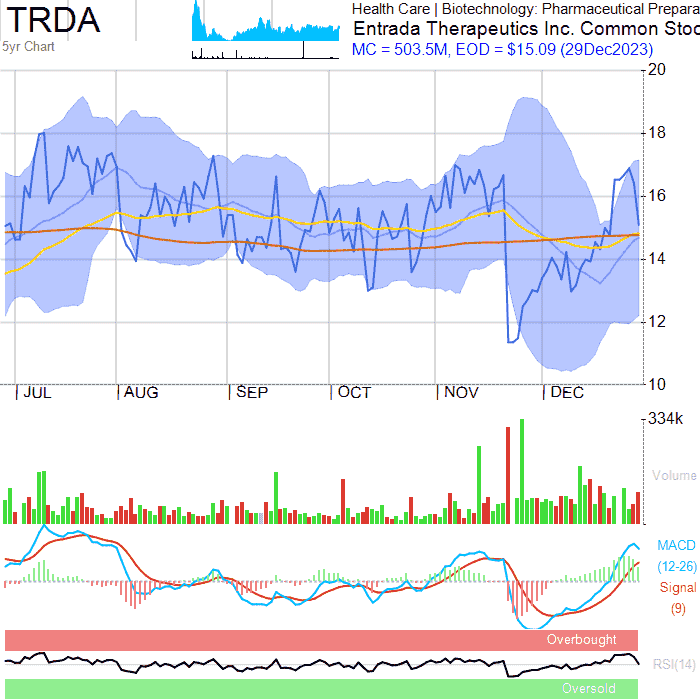 TRDA
5yr Chart
Health Care | Biotechnology: Pharmaceutical Prepara
Entrada Therapeutics Inc. Common Stoc
MC = 503.5M, EOD = $15.09 (29Dec2023)
20
18
16
14
12
10
JUL AUG SEP OCT NOV DEC
334k
Volume
MACD
(12-26)
Signal
(9)
Overbought
RSI(14)
Oversold